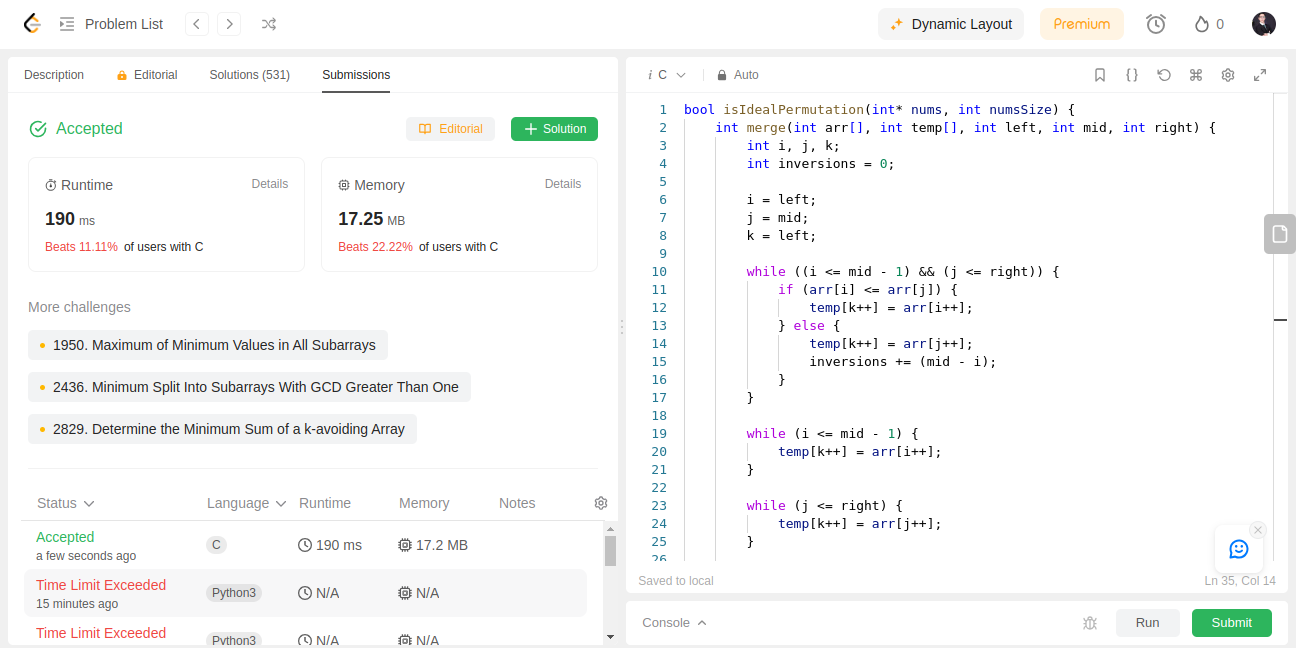 Problem List
Dynamic Layout
Premium
0
Description
Editorial
Solutions (531)
Submissions
Accepted
Editorial
Solution
Runtime
Details
190 ms
Beats 11.11% of users with C
Memory
Details
17.25 MB
Beats 22.22% of users with C
More challenges
1950. Maximum of Minimum Values in All Subarrays
2436. Minimum Split Into Subarrays With GCD Greater Than One
2829. Determine the Minimum Sum of a k-avoiding Array
Status Language Runtime Memory Notes
Accepted
a few seconds ago
C 190 ms 17.2 MB
Time Limit Exceeded
15 minutes ago
Python3 N/A N/A
Time Limit Exceeded
Python3 N/A N/A
i C
Auto
{}
1 bool isIdealPermutation(int* nums, int numsSize) {
2 int merge(int arr[], int temp[], int left, int mid, int right) {
3 int i, j, k;
4 int inversions = 0;
5
6 i = left;
7 j = mid;
8 k = left;
9
10 while ((i <= mid - 1) && (j <= right)) {
11 if (arr[i] <= arr[j]) {
12 temp[k++] = arr[i++];
13 } else {
14 temp[k++] = arr[j++];
15 inversions += (mid - i);
16 }
17 }
18
19 while (i <= mid - 1) {
20 temp[k++] = arr[i++];
21 }
22
23 while (j <= right) {
24 temp[k++] = arr[j++];
25 }
26
Saved to local
Ln 35, Col 14
Console
Run
Submit